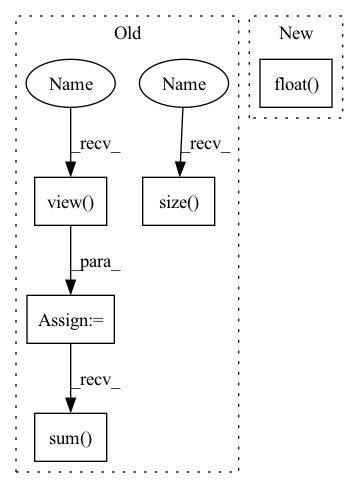 Old
New
Name
Name
float()
_recv_
_recv_
view()
size()
_para_
Assign:=
_recv_
sum()